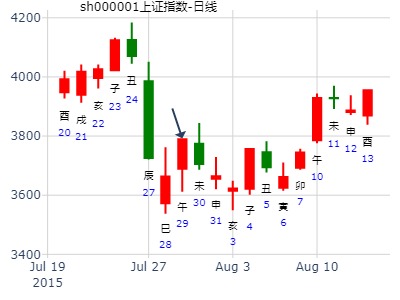 sh000001上证指数-日线
4200
4000
3800
3600
3400
酉
20
戌
21
亥
22
子
23
丑
24
辰
27
巳
28
午
29
未
30
申
31
亥
3
子
4
丑
5
寅
6
卯
7
午
10
未
11
申
12
酉
13
Jul 19
2015
Jul 27
Aug 3
Aug 10